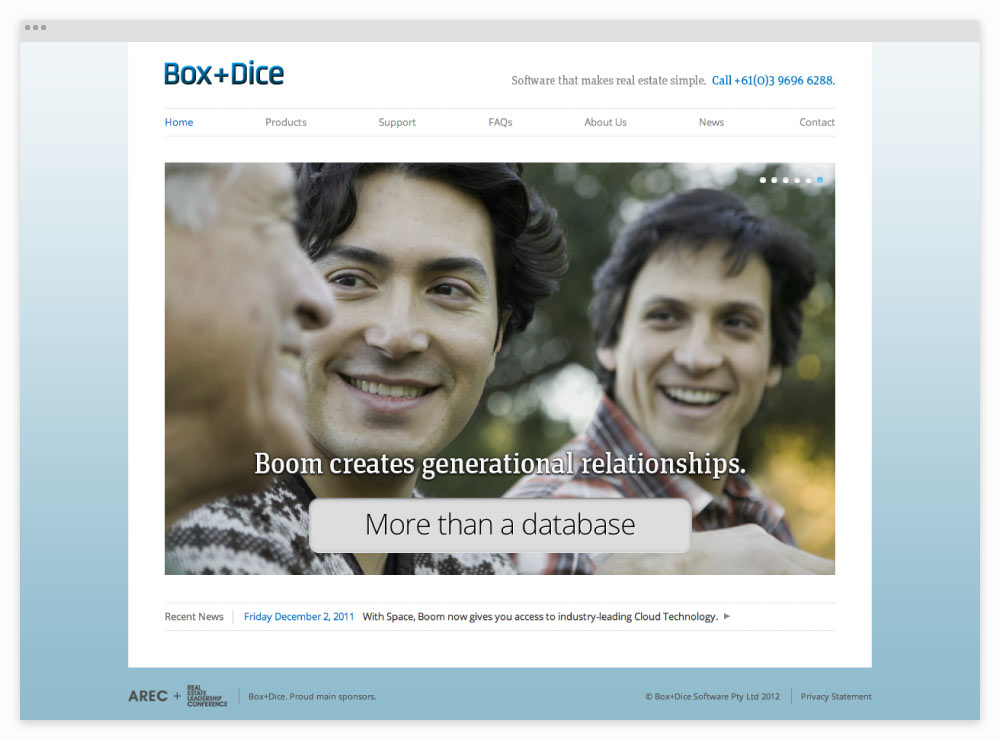 Box+Dice
Software that makes real estate simple. Call +61(0)3 9696 6288.
Home Products Support FAQs About Us News Contact
Boom creates generational relationships.
More than a database
Recent News Friday December 2, 2011 With Space, Boom now gives you access to industry-leading Cloud Technology.
AREC + REAL
ESTATE
LEADERSHIP
CONFERENCE
Box+Dice. Proud main sponsors.
© Box+Dice Software Pty Ltd 2012 Privacy Statement